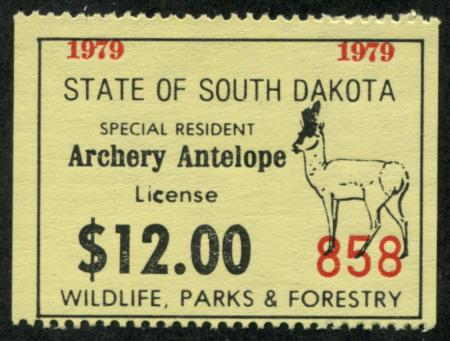 1979 1979
STATE OF SOUTH DAKOTA
SPECIAL RESIDENT
Archery Antelope
License
$12.00 858
WILDLIFE, PARKS & FORESTRY